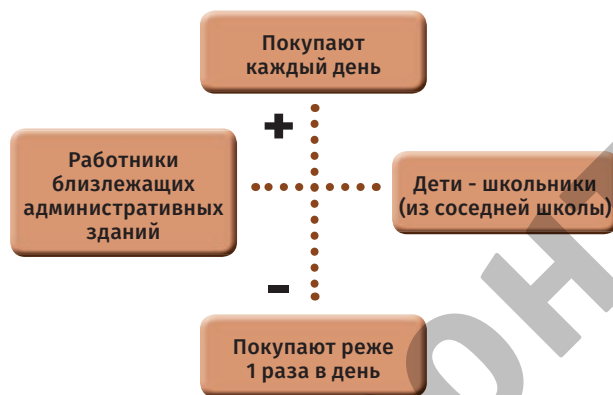 Покупают
каждый день
+
Работники
близлежащих
административных
зданий
Дети - школьники
(из соседней школы)
-
Покупают реже
1 раза в день